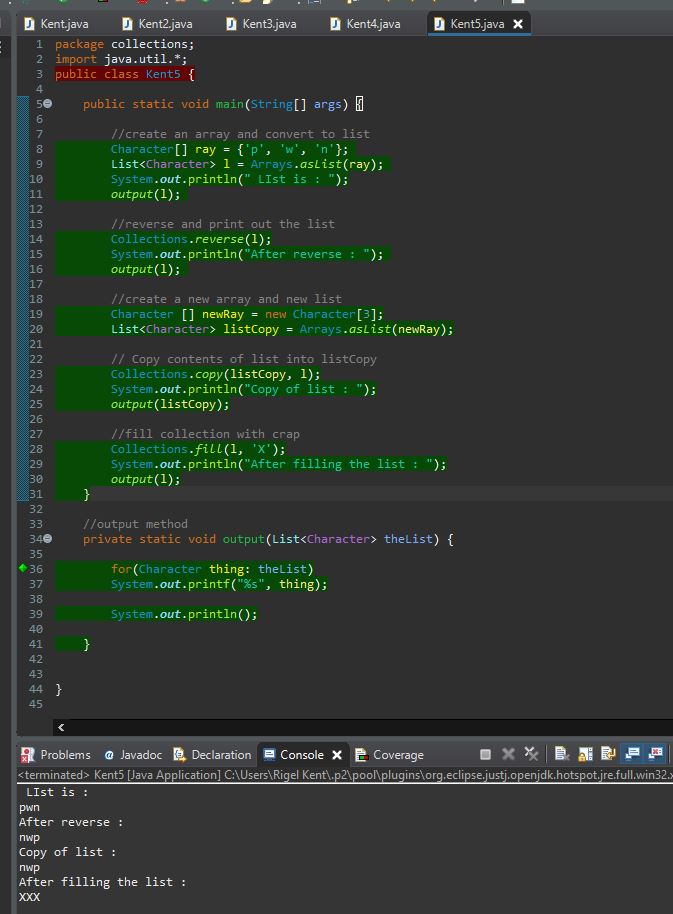 Kent.java Kent2.java Kent3.java Kent4.java Kent5.java
1 package collections;
2 import java.util.*;
3 public class Kent5 {
4
5 public static void main(String[] args) {
6
7 //create an array and convert to list
8 Character[] ray = {'p', 'w', 'n'};
9 List<Character> l = Arrays.asList(ray);
10 System.out.println(" LIst is : ");
11 output(l);
12
13 //reverse and print out the list
14 Collections.reverse(l);
15 System.out.println("After reverse : ");
16 output(l);
17
18 //create a new array and new list
19 Character [] newRay = new Character[3];
20 List<Character> listCopy = Arrays.asList(newRay);
21
22 // Copy contents of list into listCopy
23 Collections.copy(listCopy, l);
24 System.out.println("Copy of list : ");
25 output(listCopy);
26
27 //fill collection with crap
28 Collections.fill(l, 'X');
29 System.out.println("After filling the list : ");
30 output(l);
31 }
32
33 //output method
34 private static void output(List<Character> theList) {
35
36 for(Character thing: theList)
37 System.out.printf("%s", thing);
38
39 System.out.println();
40
41 }
42
43
44 }
45
Problems Javadoc Declaration Console Coverage
<terminated> Kent5 [Java Application] C:\Users\Rigel Kent\.p2\pool\plugins\org.eclipse.justj.openjdk.hotspot.jre.full.win32.x
LIst is :
pwn
After reverse :
nwp
Copy of list :
nwp
After filling the list :
XXX